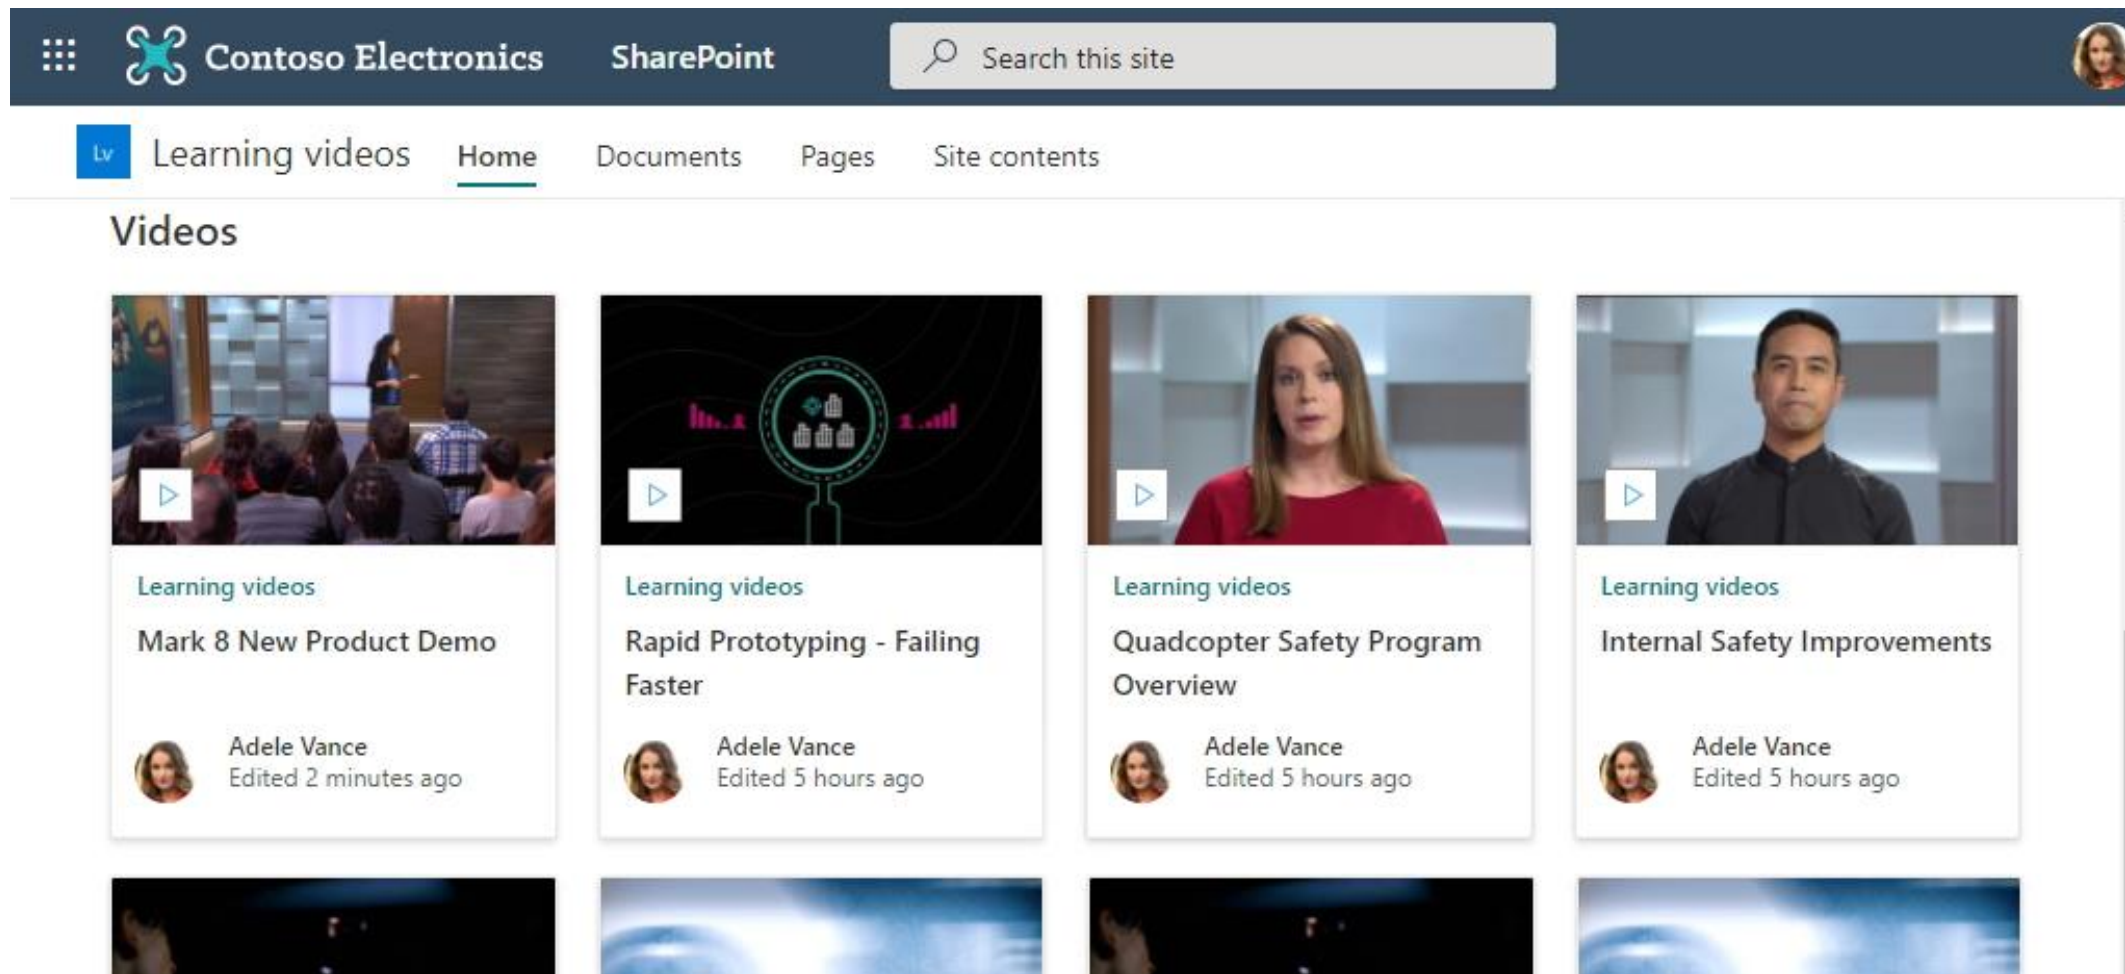 Contoso Electronics SharePoint Search this site
Lv Learning videos Home Documents Pages Site contents
Videos
Learning videos
Mark 8 New Product Demo
Adele Vance
Edited 2 minutes ago
Learning videos
Rapid Prototyping - Failing
Faster
Adele Vance
Edited 5 hours ago
Learning videos
Quadcopter Safety Program
Overview
Adele Vance
Edited 5 hours ago
Learning videos
Internal Safety Improvements
Adele Vance
Edited 5 hours ago